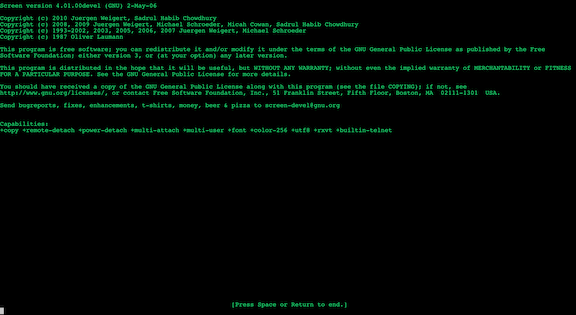 Screen version 4.01.00devel (GNU) 2-May-06
Copyright (c) 2010 Juergen Weigert, Sadrul Habib Chowdhury
Copyright (c) 2008, 2009 Juergen Weigert, Michael Schroeder, Micah Cowan, Sadrul Habib Chowdhury
Copyright (c) 1993-2002, 2003, 2005, 2006, 2007 Juergen Weigert, Michael Schroeder
Copyright (c) 1987 Oliver Laumann
This program is free software; you can redistribute it and/or modify it under the terms of the GNU General Public License as published by the Free
Software Foundation; either version 3, or (at your option) any later version.
This program is distributed in the hope that it will be useful, but WITHOUT ANY WARRANTY; without even the implied warranty of MERCHANTABILITY or FITNESS
FOR A PARTICULAR PURPOSE. See the GNU General Public License for more details.
You should have received a copy of the GNU General Public License along with this program (see the file COPYING); if not, see
http://www.gnu.org/licenses/, or contact Free Software Foundation, Inc., 51 Franklin Street, Fifth Floor, Boston, MA  02111-1301  USA.
Send bugreports, fixes, enhancements, t-shirts, money, beer & pizza to screen-devel@gnu.org
Capabilities:
+copy +remote-detach +power-detach +multi-attach +multi-user +font +color-256 +utf8 +rxvt +builtin-telnet
[Press Space or Return to end.]